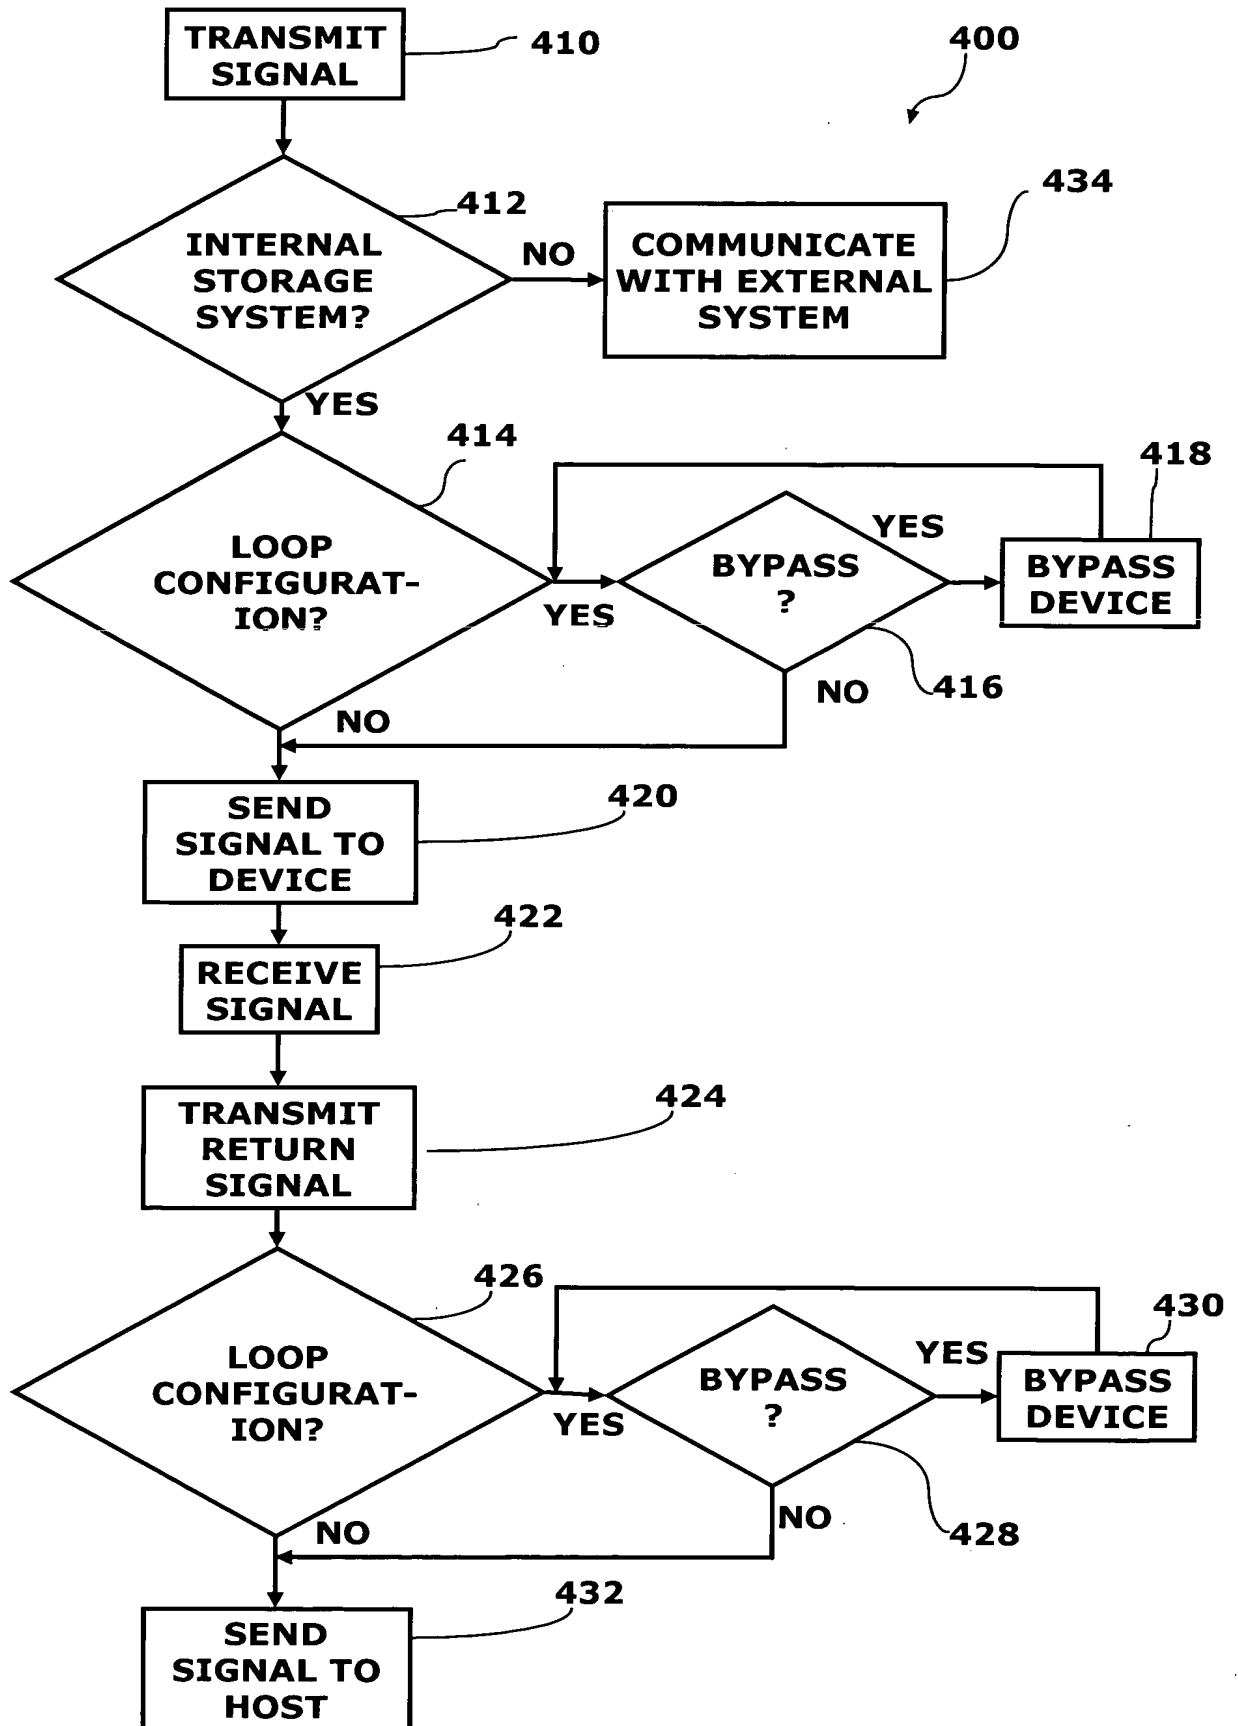 TRANSMIT
SIGNAL
410
400
412
434
INTERNAL
STORAGE
SYSTEM?
NO
COMMUNICATE
WITH EXTERNAL
SYSTEM
YES
414
418
LOOP
CONFIGURAT-
ION?
YES
BYPASS
?
YES
BYPASS
DEVICE
416
NO
NO
SEND
SIGNAL TO
DEVICE
420
422
RECEIVE
SIGNAL
TRANSMIT
RETURN
SIGNAL
424
426
430
LOOP
CONFIGURAT-
ION?
YES
BYPASS
?
YES
BYPASS
DEVICE
428
NO
NO
432
SEND
SIGNAL TO
HOST